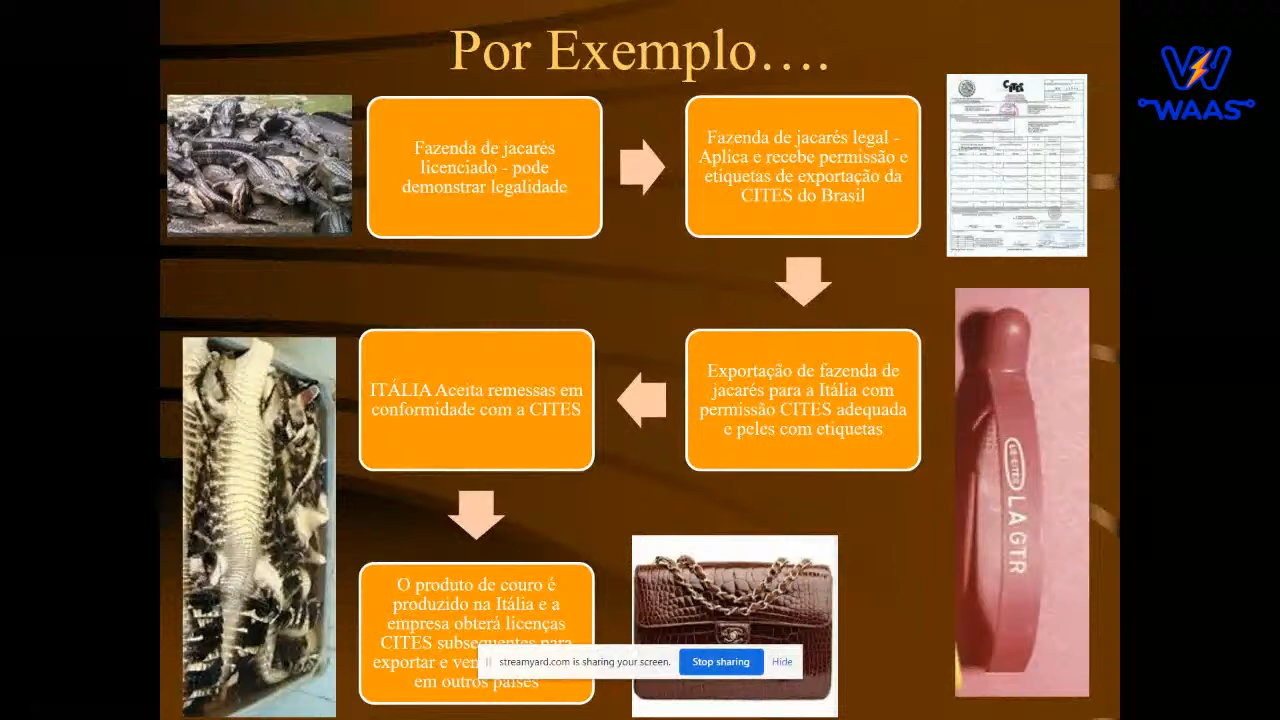 Por Exemplo….
WAAS
CITES
Fazenda de jacarés
licenciado - pode
demonstrar legalidade
Fazenda de jacarés legal -
Aplica e recebe permissão e
etiquetas de exportação da
CITES do Brasil
ITÁLIA Aceita remessas em
conformidade com a CITES
Exportação de fazenda de
jacarés para a Itália com
permissão CITES adequada
e peles com etiquetas
US-CITES
LA GTR
O produto de couro é
produzido na Itália e a
empresa obterá licenças
CITES
exportar e
em outros países
streamyard.com is sharing your screen.
Stop sharing
Hide